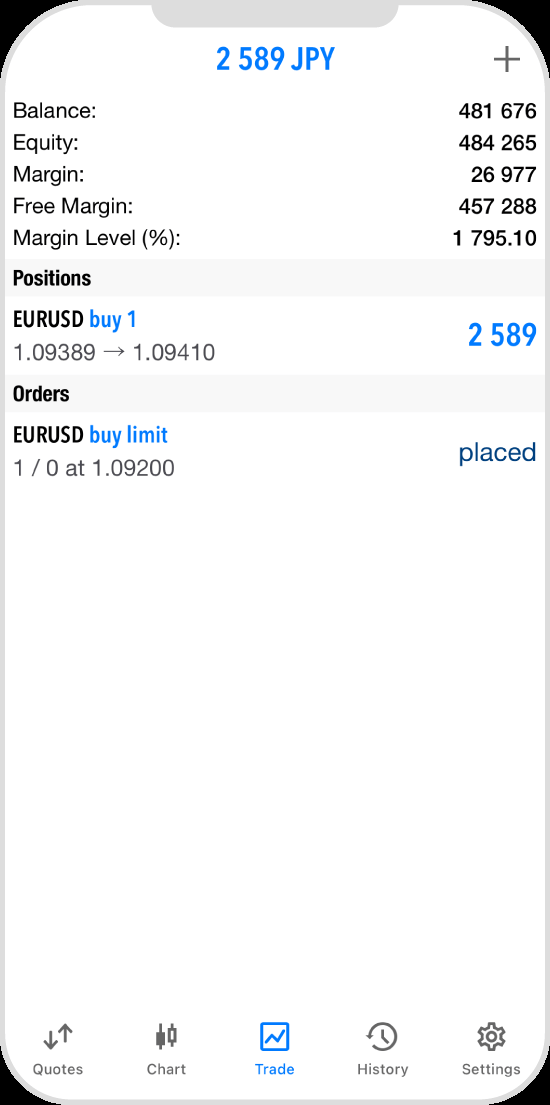 2 589 JPY
Balance: 481 676
Equity: 484 265
Margin: 26 977
Free Margin: 457 288
Margin Level (%): 1 795.10
Positions
EURUSD buy 1
2 589
1.09389 → 1.09410
Orders
EURUSD buy limit
placed
1 / 0 at 1.09200
Quotes Chart Trade History Settings